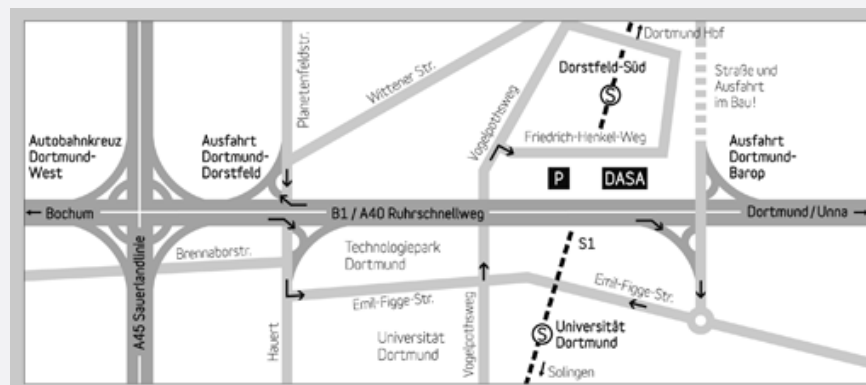 Dortmund Hbf
Planetenfeldstr.
Wittener Str.
Dorstfeld-Süd
S
Straße und
Ausfahrt
im Bau!
Vogelpothsweg
Friedrich-Henkel-Weg
Autobahnkreuz
Dortmund-
West
Ausfahrt
Dortmund-
Dorstfeld
Ausfahrt
Dortmund-
Barop
P
DASA
Bochum
B1 / A40 Ruhrschnellweg
Dortmund / Unna
A45 Sauerlandlinie
Brennaborstr.
Technologiepark
Dortmund
S1
Emil-Figge-Str.
Emil-Figge-Str.
Hauert
Universität
Dortmund
Vogelpothsweg
S
Universität
Dortmund
Solingen